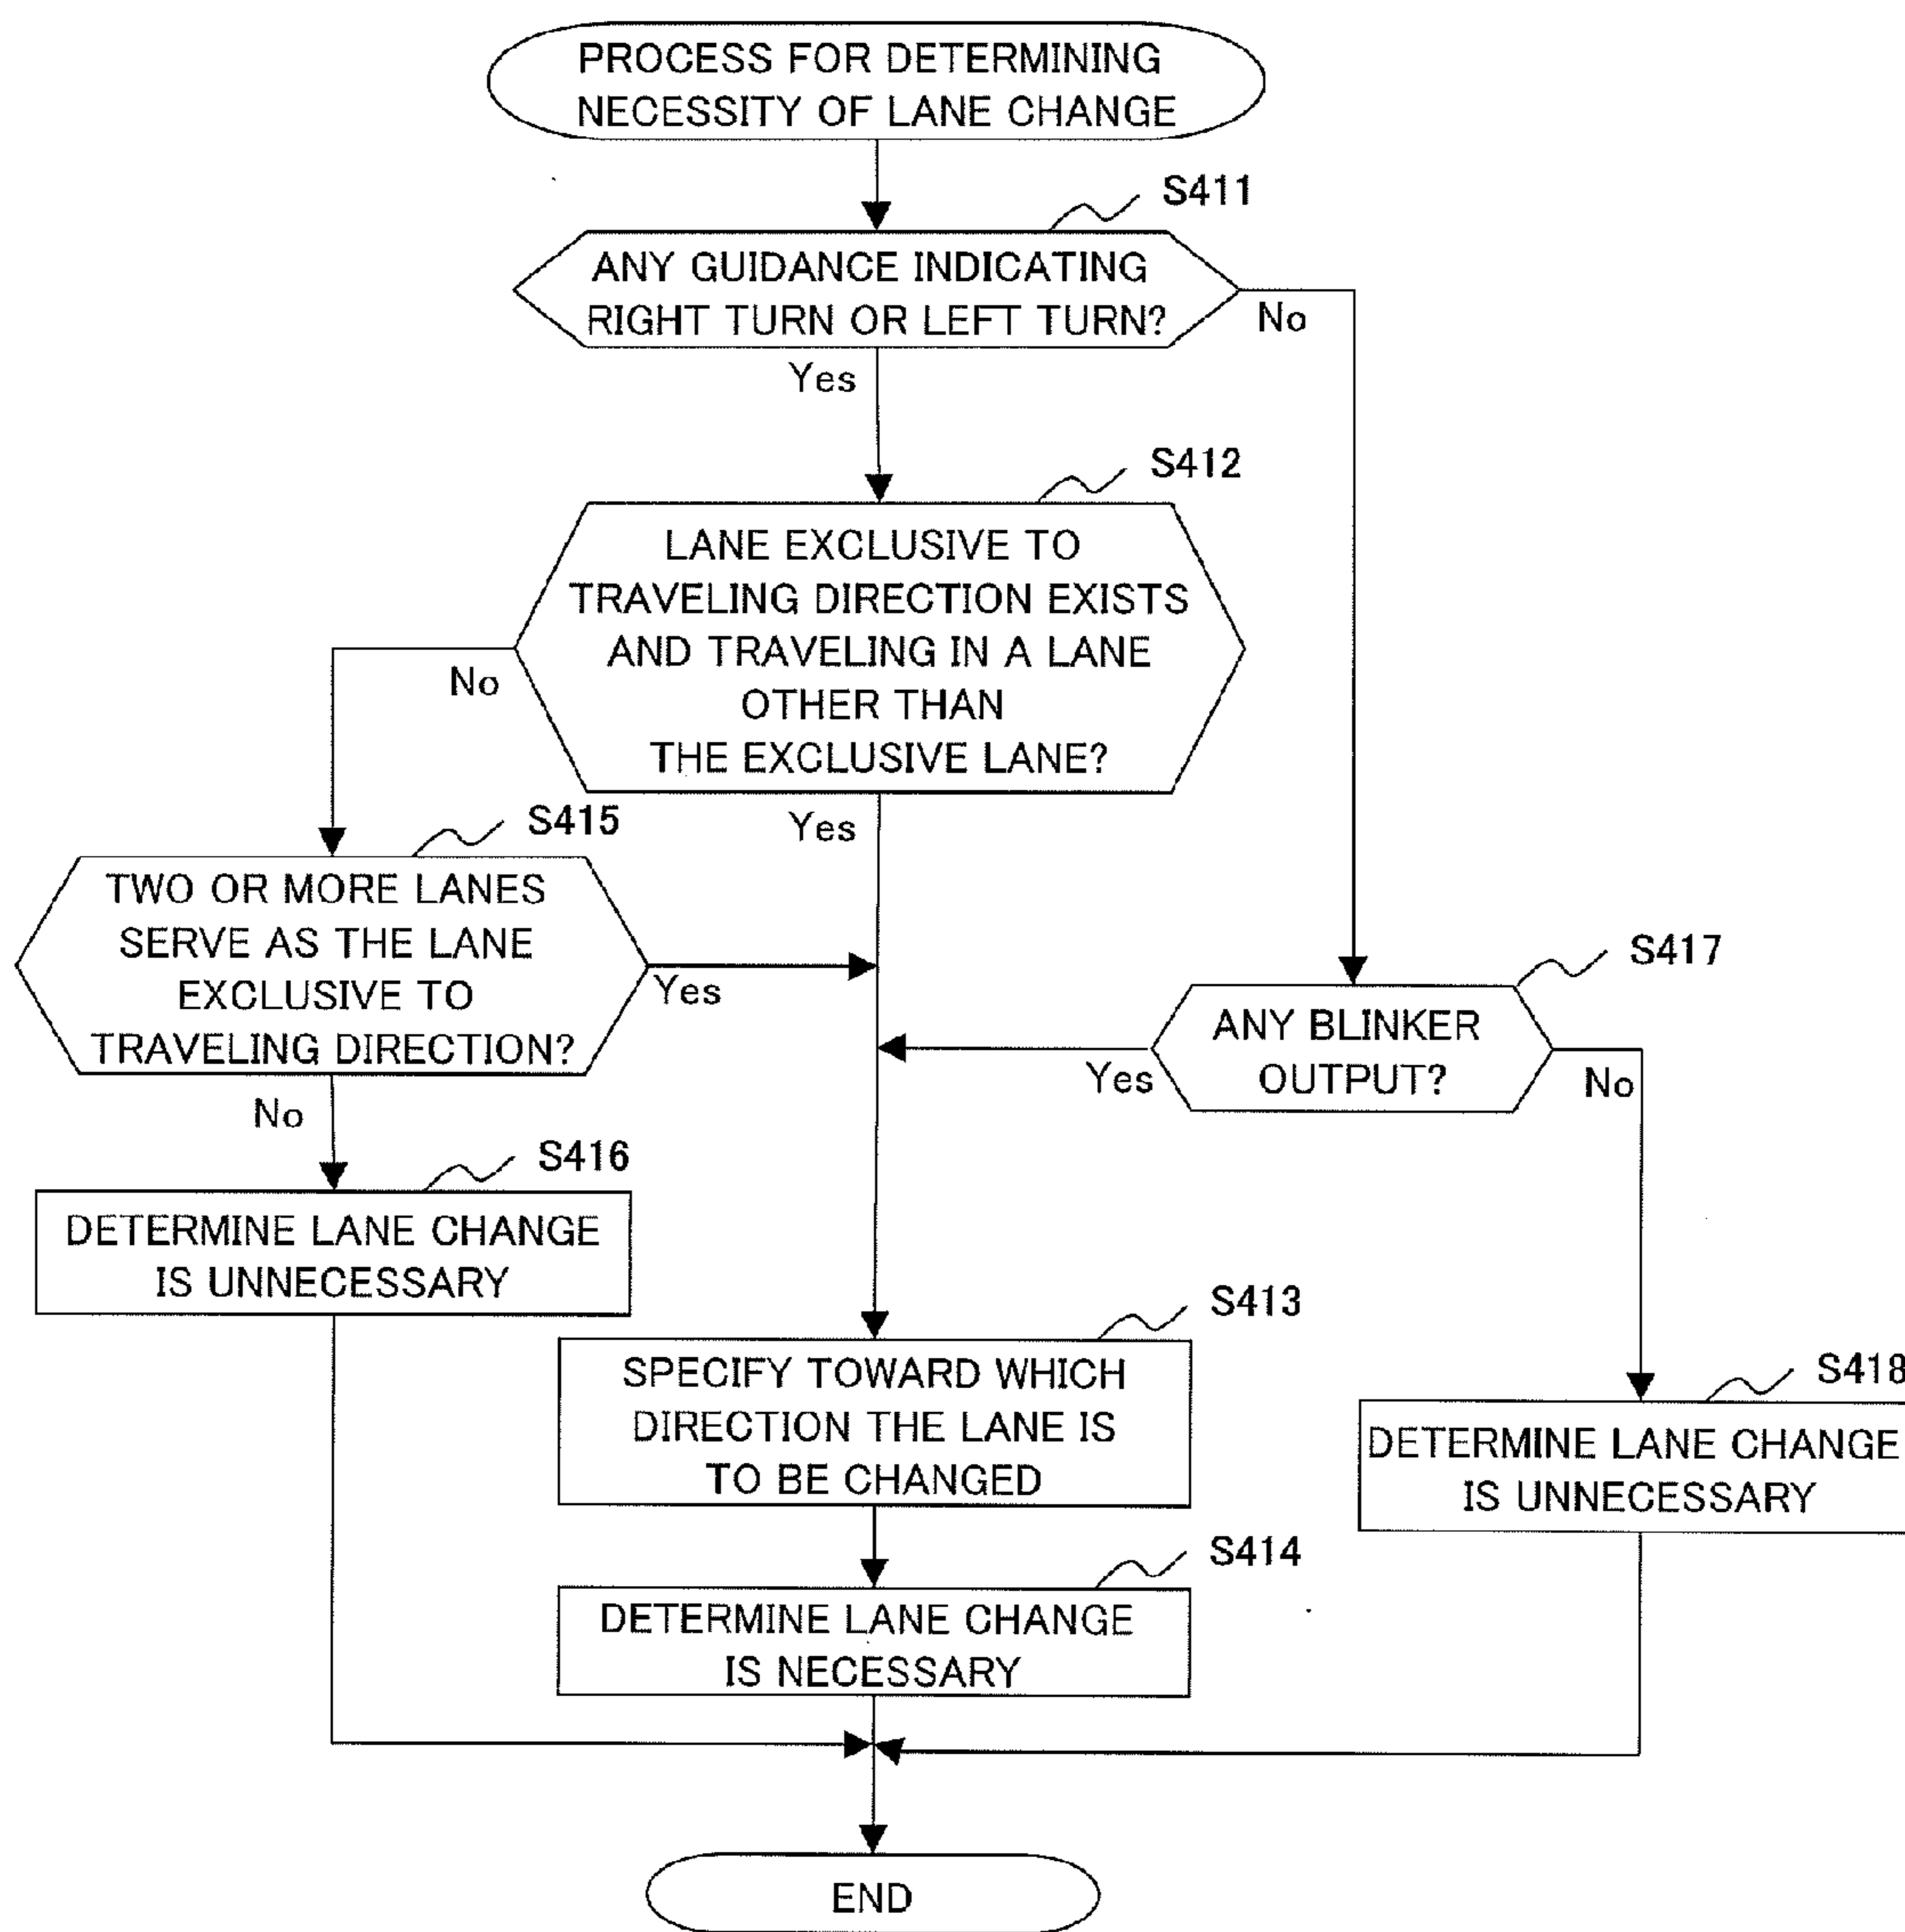 PROCESS FOR DETERMINING
NECESSITY OF LANE CHANGE
S411
ANY GUIDANCE INDICATING
RIGHT TURN OR LEFT TURN?
No
Yes
S412
LANE EXCLUSIVE TO
TRAVELING DIRECTION EXISTS
AND TRAVELING IN A LANE
OTHER THAN
THE EXCLUSIVE LANE?
No
Yes
S415
TWO OR MORE LANES
SERVE AS THE LANE
EXCLUSIVE TO
TRAVELING DIRECTION?
Yes
No
S417
ANY BLINKER
OUTPUT?
Yes
No
S416
DETERMINE LANE CHANGE
IS UNNECESSARY
S413
SPECIFY TOWARD WHICH
DIRECTION THE LANE IS
TO BE CHANGED
S418
DETERMINE LANE CHANGE
IS UNNECESSARY
S414
DETERMINE LANE CHANGE
IS NECESSARY
END